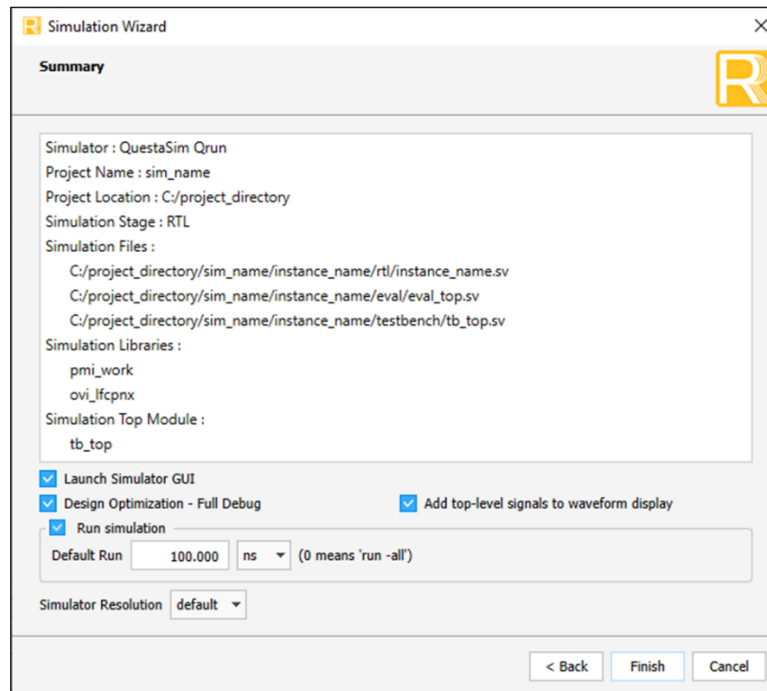 Simulation Wizard
Summary
Simulator : QuestaSim Qrun
Project Name : sim_name
Project Location : C:/project_directory
Simulation Stage : RTL
Simulation Files :
C:/project_directory/sim_name/instance_name/rtl/instance_name.sv
C:/project_directory/sim_name/instance_name/eval/eval_top.sv
C:/project_directory/sim_name/instance_name/testbench/tb_top.sv
Simulation Libraries :
pmi_work
ovi_lfcpnx
Simulation Top Module :
tb_top
Launch Simulator GUI
Design Optimization - Full Debug Add top-level signals to waveform display
Run simulation
Default Run 100.000 ns (0 means 'run -all')
Simulator Resolution default
< Back Finish Cancel